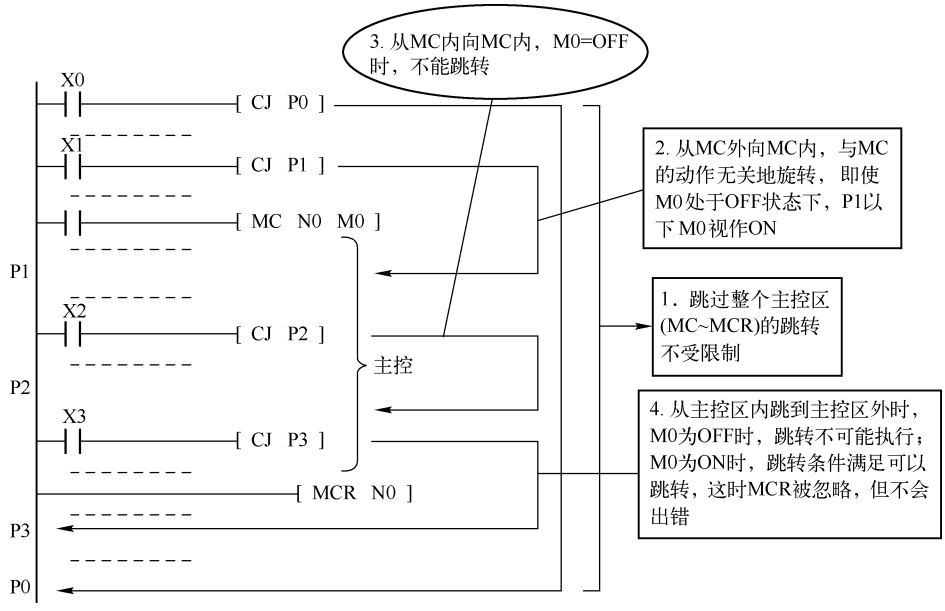 3. 从MC内向MC内，M0=OFF
时，不能跳转
X0
[ CJ P0 ]
X1
[ CJ P1 ]
2. 从MC外向MC内，与MC
的动作无关地旋转，即使
M0处于OFF状态下，P1以
下M0视作ON
[ MC N0 M0 ]
P1
1．跳过整个主控区
(MC~MCR)的跳转
不受限制
X2
[ CJ P2 ]
主控
P2
4. 从主控区内跳到主控区外时，
M0为OFF时，跳转不可能执行；
M0为ON时，跳转条件满足可以
跳转，这时MCR被忽略，但不会
出错
X3
[ CJ P3 ]
[ MCR N0 ]
P3
P0